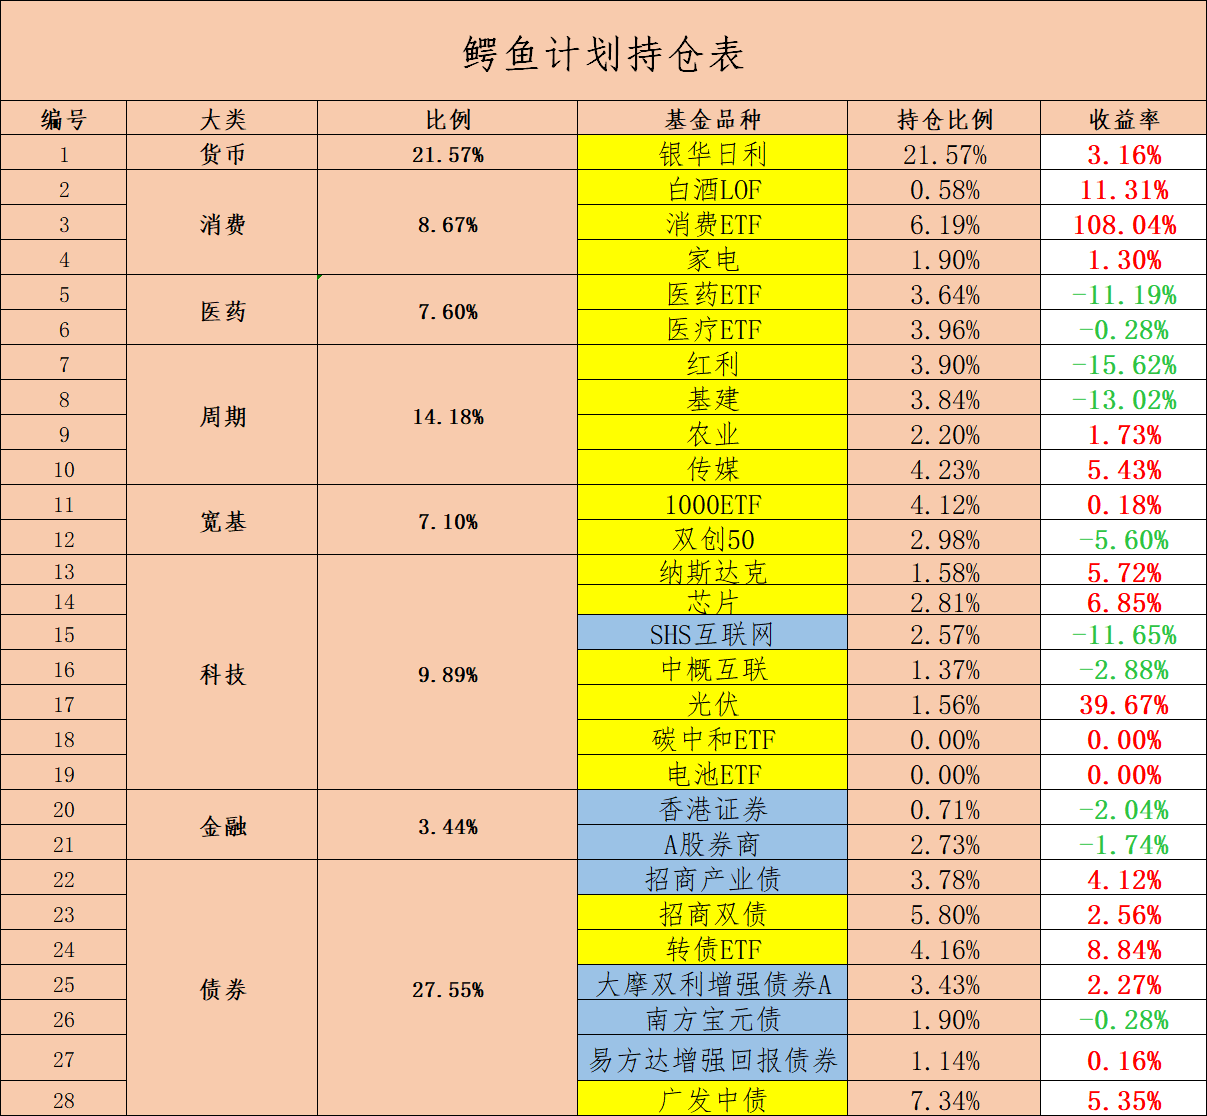 鳄鱼计划持仓表
编号 大类 比例 基金品种 持仓比例 收益率
1 货币 21.57% 银华日利 21.57% 3.16%
2 消费 8.67% 白酒LOF 0.58% 11.31%
3 消费ETF 6.19% 108.04%
4 家电 1.90% 1.30%
5 医药 7.60% 医药ETF 3.64% -11.19%
6 医疗ETF 3.96% -0.28%
7 周期 14.18% 红利 3.90% -15.62%
8 基建 3.84% -13.02%
9 农业 2.20% 1.73%
10 传媒 4.23% 5.43%
11 宽基 7.10% 1000ETF 4.12% 0.18%
12 双创50 2.98% -5.60%
13 科技 9.89% 纳斯达克 1.58% 5.72%
14 芯片 2.81% 6.85%
15 SHS互联网 2.57% -11.65%
16 中概互联 1.37% -2.88%
17 光伏 1.56% 39.67%
18 碳中和ETF 0.00% 0.00%
19 电池ETF 0.00% 0.00%
20 金融 3.44% 香港证券 0.71% -2.04%
21 A股券商 2.73% -1.74%
22 债券 27.55% 招商产业债 3.78% 4.12%
23 招商双债 5.80% 2.56%
24 转债ETF 4.16% 8.84%
25 大摩双利增强债券A 3.43% 2.27%
26 南方宝元债 1.90% -0.28%
27 易方达增强回报债券 1.14% 0.16%
28 广发中债 7.34% 5.35%